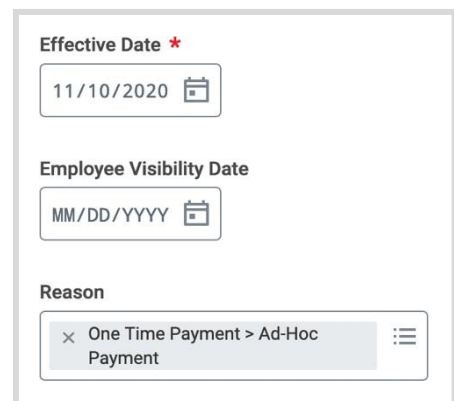 Effective Date *
11/10/2020
Employee Visibility Date
MM/DD/YYYY
Reason
× One Time Payment > Ad-Hoc
Payment